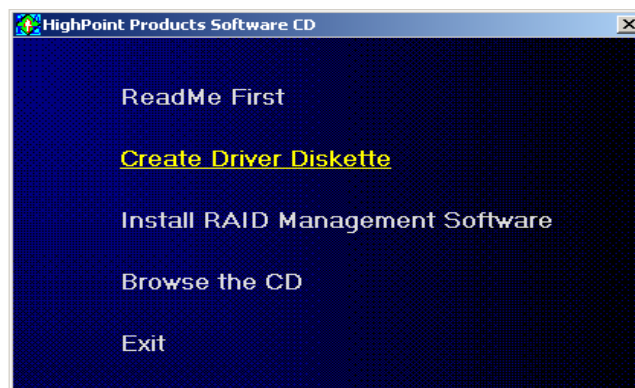 HighPoint Products Software CD
ReadMe First
Create Driver Diskette
Install RAID Management Software
Browse the CD
Exit